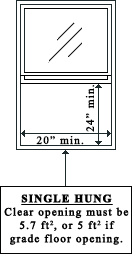 24" min.
20" min.
SINGLE HUNG
Clear opening must be
5.7 ft², or 5 ft² if
grade floor opening.